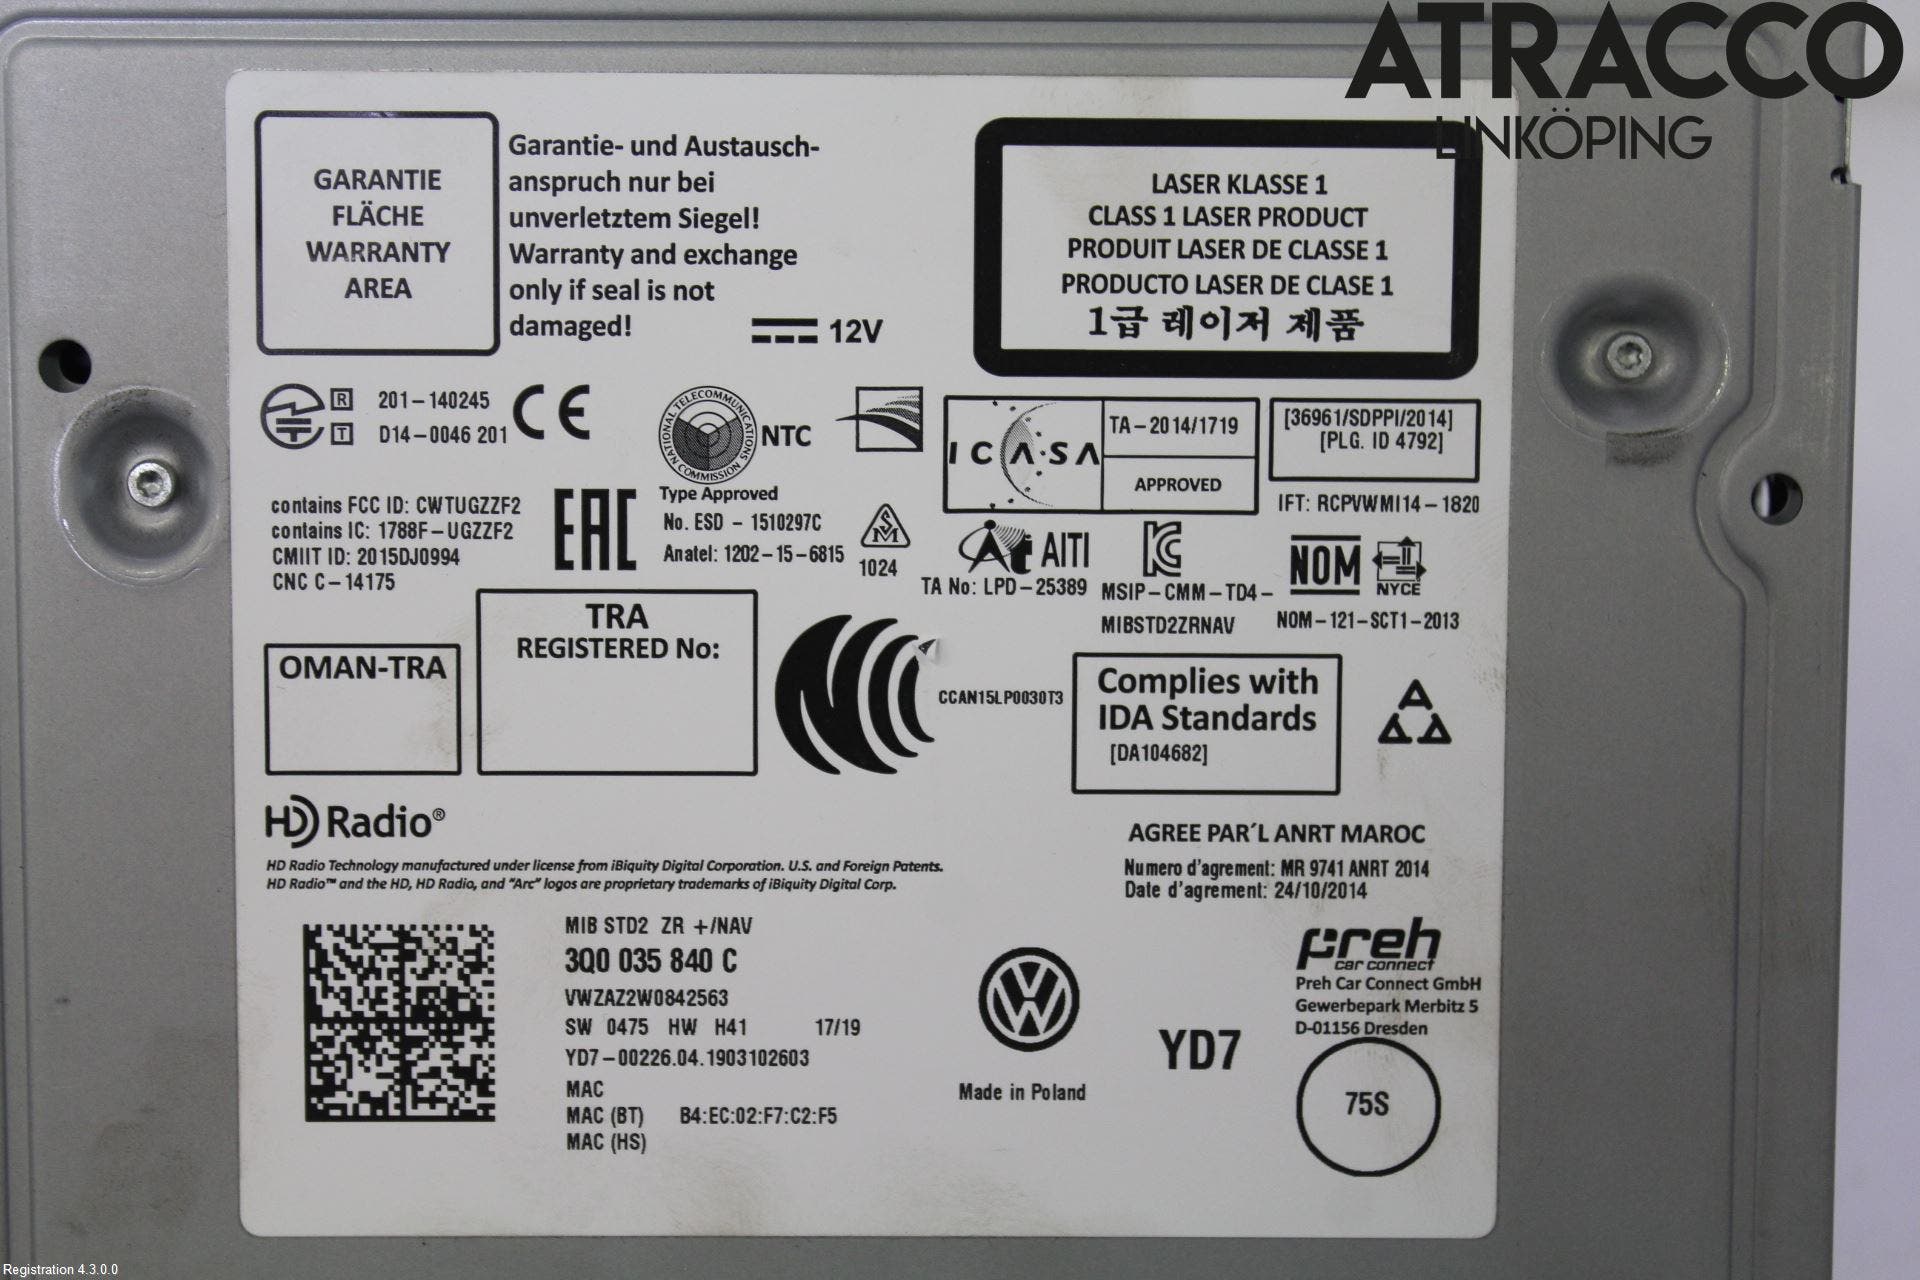 ATRACCO
LINKÖPING
GARANTIE
FLÄCHE
WARRANTY
AREA
Garantie- und Austausch-
anspruch nur bei
unverletztem Siegel!
Warranty and exchange
only if seal is not
damaged!
12V
LASER KLASSE 1
CLASS 1 LASER PRODUCT
PRODUIT LASER DE CLASSE 1
PRODUCTO LASER DE CLASE 1
1급 레이저 제품
R 201-140245
T D14-0046 201
CE
NATIONAL TELECOMMUNICATIONS COMMISSION
NTC
Type Approved
No. ESD - 1510297C
Anatel: 1202-15-6815
ICASA
TA-2014/1719
APPROVED
[36961/SDPPI/2014]
[PLG. ID 4792]
IFT: RCPVWMI14-1820
contains FCC ID: CWTUGZZF2
contains IC: 1788F-UGZZF2
CMIIT ID: 2015DJ0994
CNC C-14175
EAC
SM
1024
At AITI
TA No: LPD-25389
KC
MSIP-CMM-TD4-
MIBSTD2ZRNAV
NOM
NYCE
NOM-121-SCT1-2013
OMAN-TRA
TRA
REGISTERED No:
CCAN15LP0030T3
Complies with
IDA Standards
[DA104682]
HD Radio®
HD Radio Technology manufactured under license from iBiquity Digital Corporation. U.S. and Foreign Patents.
HD Radio™ and the HD, HD Radio, and “Arc” logos are proprietary trademarks of iBiquity Digital Corp.
AGREE PAR´L ANRT MAROC
Numero d'agrement: MR 9741 ANRT 2014
Date d'agrement: 24/10/2014
MIB STD2 ZR +/NAV
3Q0 035 840 C
VWZAZ2W0842563
SW 0475 HW H41 17/19
YD7-00226.04.1903102603
MAC
MAC (BT) B4:EC:02:F7:C2:F5
MAC (HS)
VW
Made in Poland
YD7
preh
car connect
Preh Car Connect GmbH
Gewerbepark Merbitz 5
D-01156 Dresden
75S
Registration 4.3.0.0